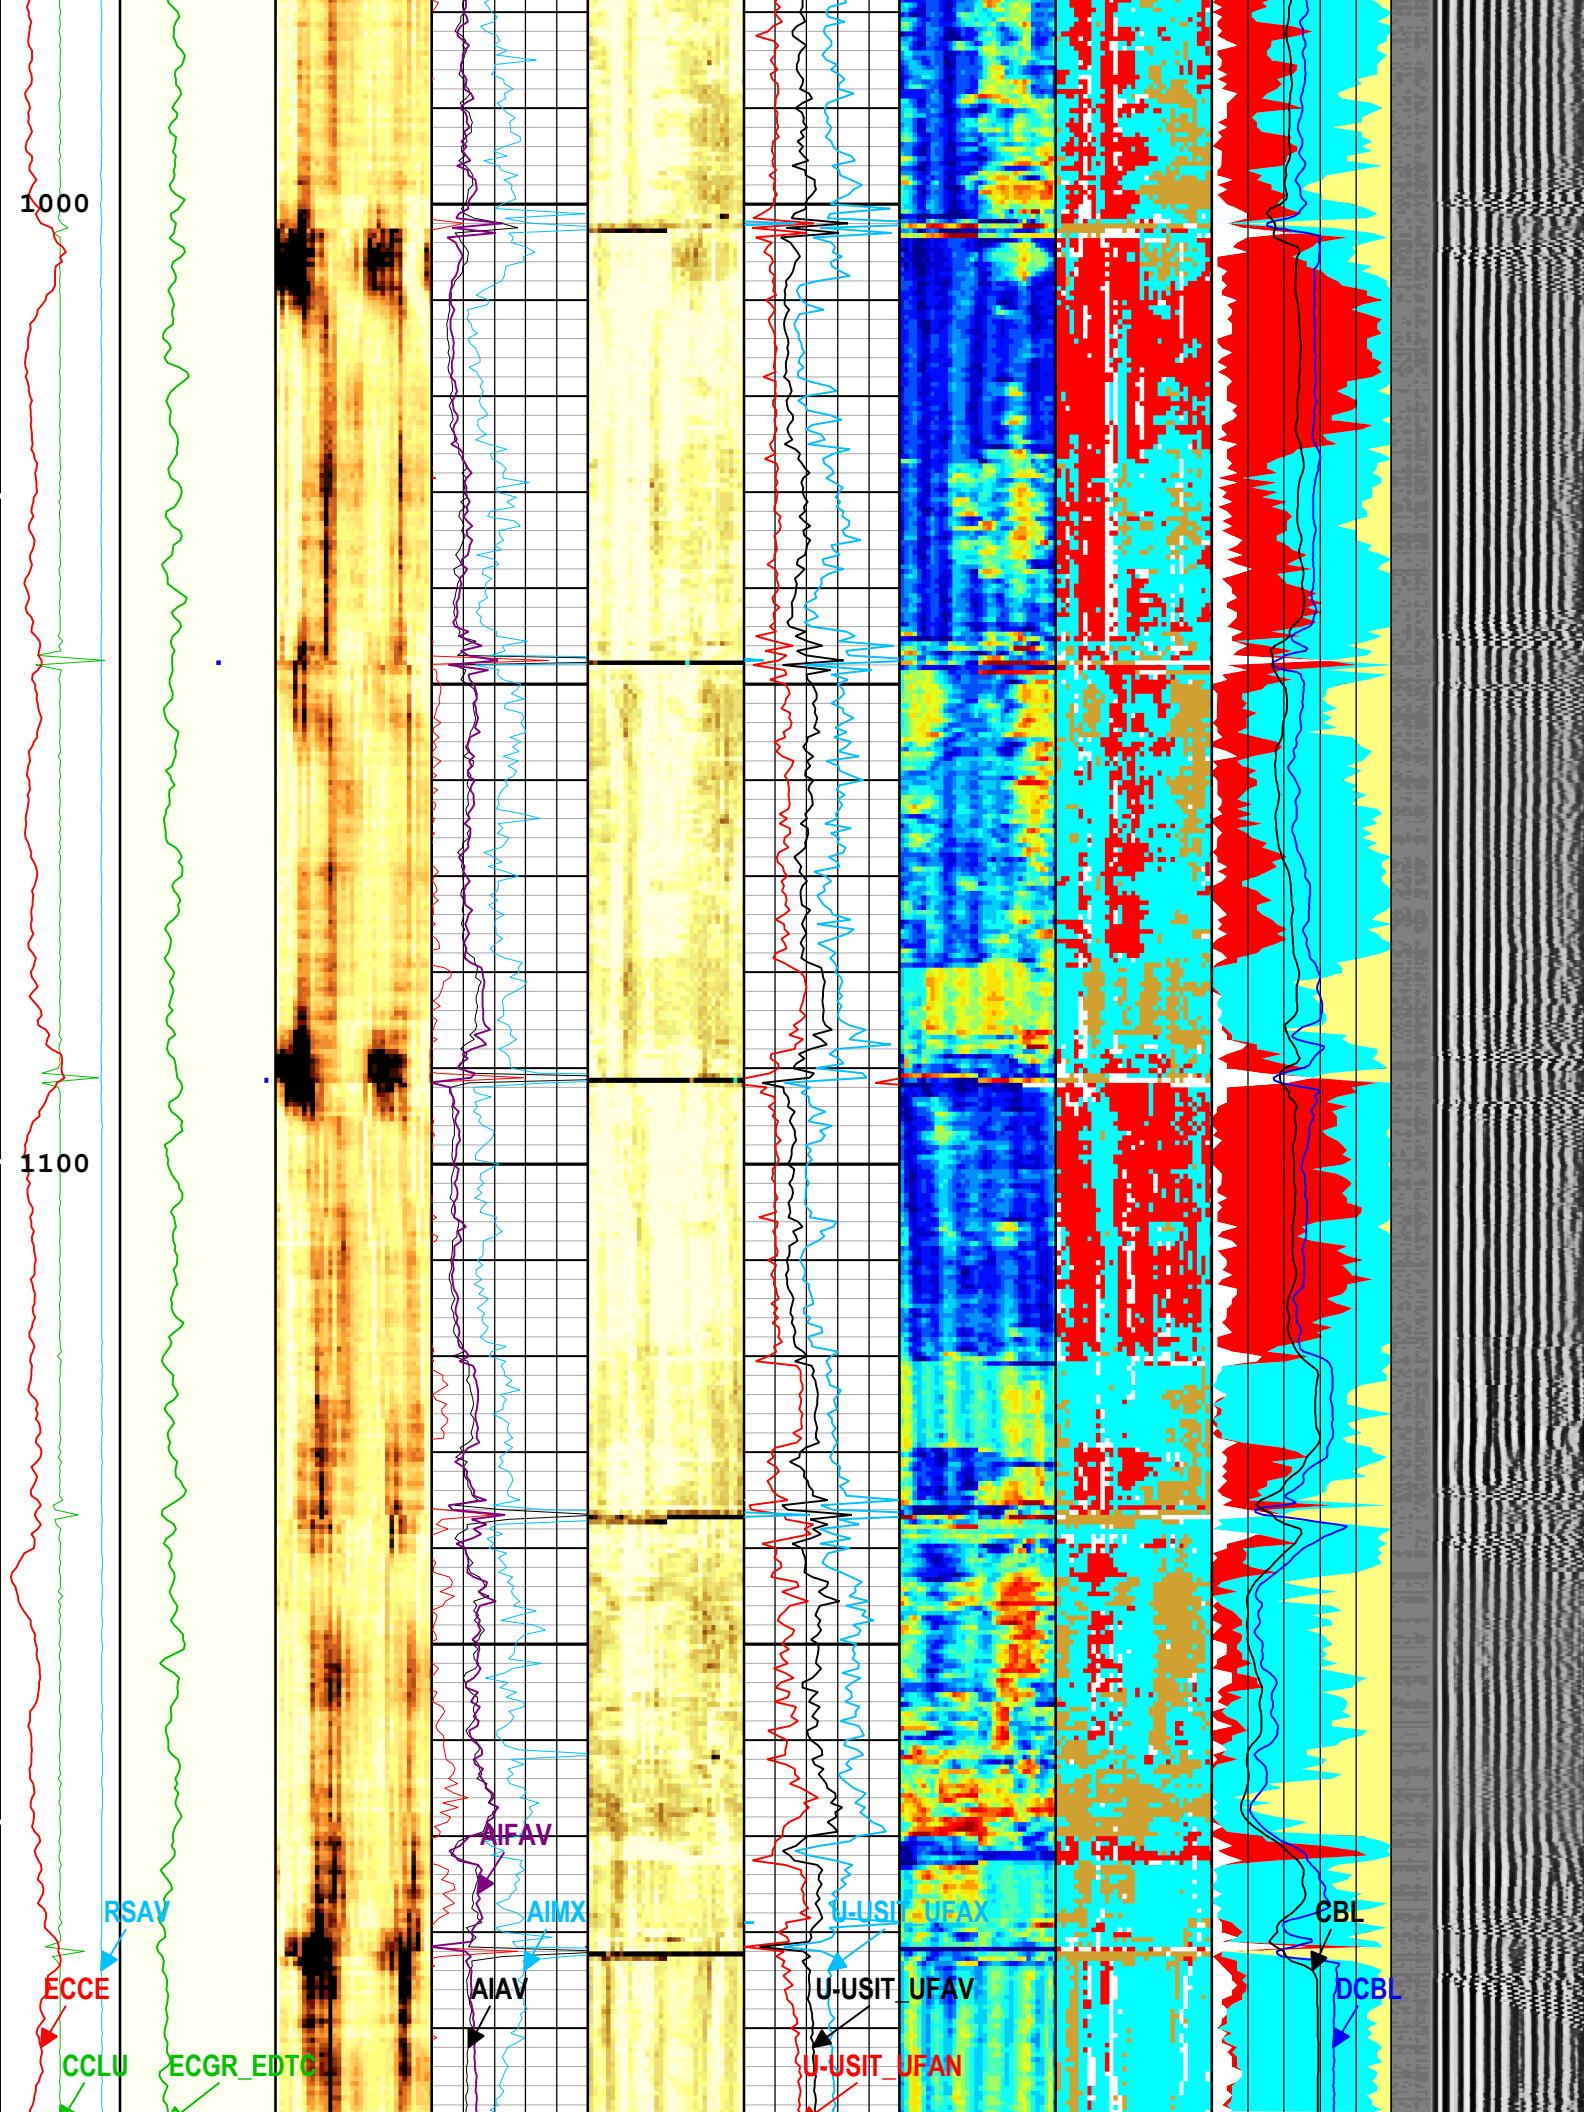 1000
1100
AIFAV
RSAV
AIMX
U-USIT_UFAX
CBL
ECCE
AIAV
U-USIT_UFAV
DCBL
CCLU
ECGR_EDTC
U-USIT_UFAN